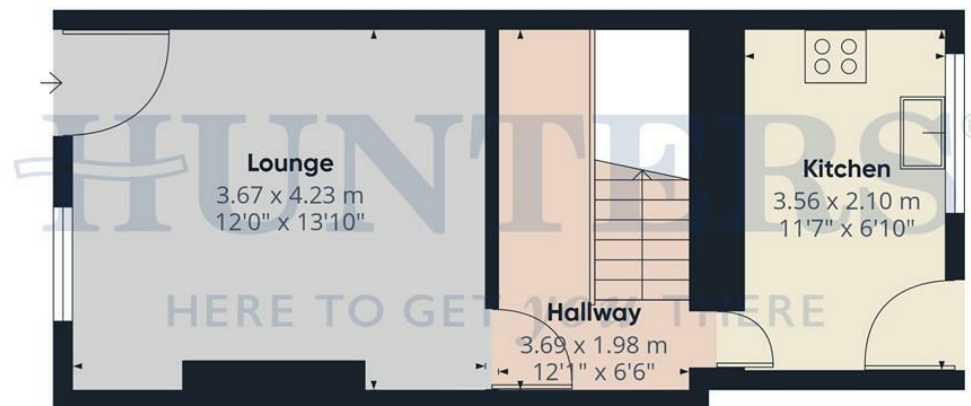 HUNTERS®
HERE TO GET you THERE
Lounge
3.67 x 4.23 m
12'0" x 13'10"
Hallway
3.69 x 1.98 m
12'1" x 6'6"
Kitchen
3.56 x 2.10 m
11'7" x 6'10"